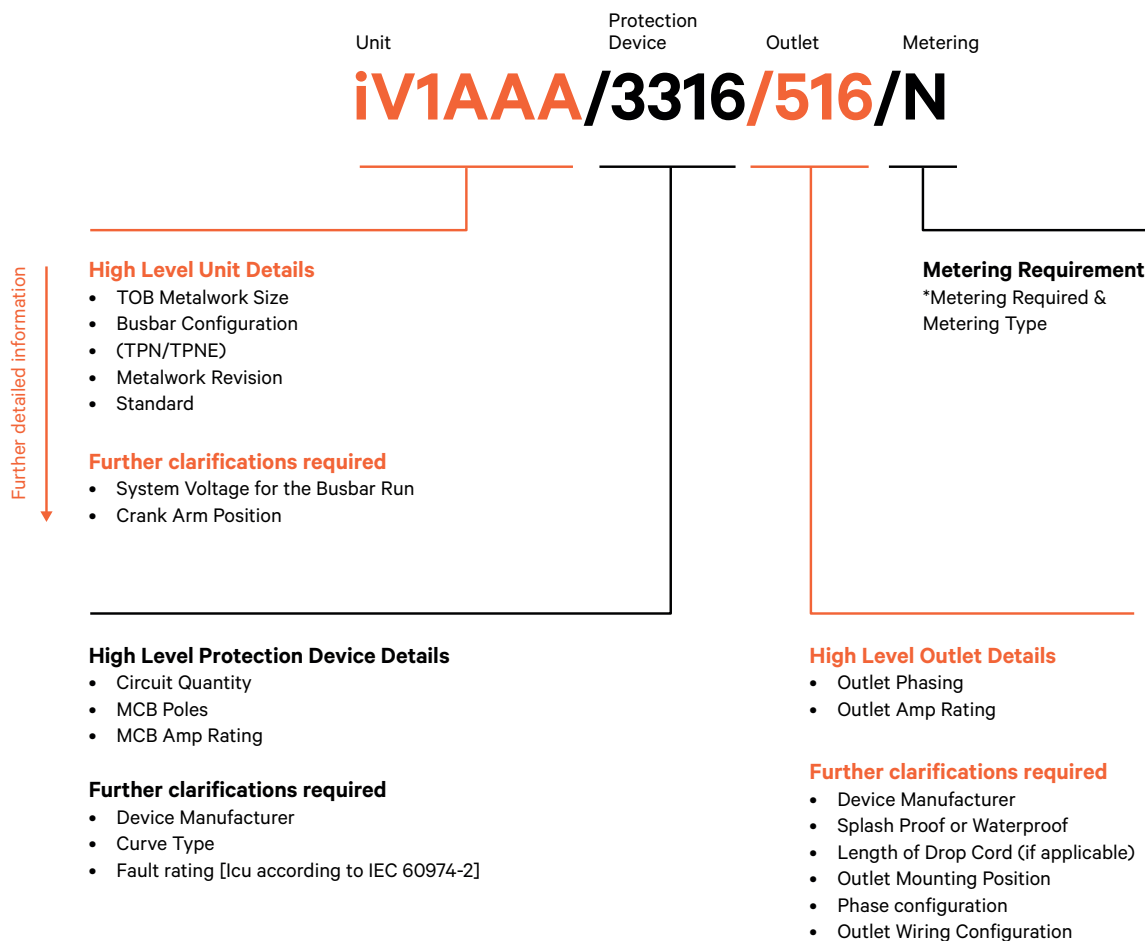 Unit
Protection
Device
Outlet
Metering
iV1AAA/3316/516/N
Further detailed information
High Level Unit Details
• TOB Metalwork Size
• Busbar Configuration
• (TPN/TPNE)
• Metalwork Revision
• Standard
Further clarifications required
• System Voltage for the Busbar Run
• Crank Arm Position
Metering Requirement
*Metering Required &
Metering Type
High Level Protection Device Details
• Circuit Quantity
• MCB Poles
• MCB Amp Rating
Further clarifications required
• Device Manufacturer
• Curve Type
• Fault rating [Icu according to IEC 60974-2]
High Level Outlet Details
• Outlet Phasing
• Outlet Amp Rating
Further clarifications required
• Device Manufacturer
• Splash Proof or Waterproof
• Length of Drop Cord (if applicable)
• Outlet Mounting Position
• Phase configuration
• Outlet Wiring Configuration